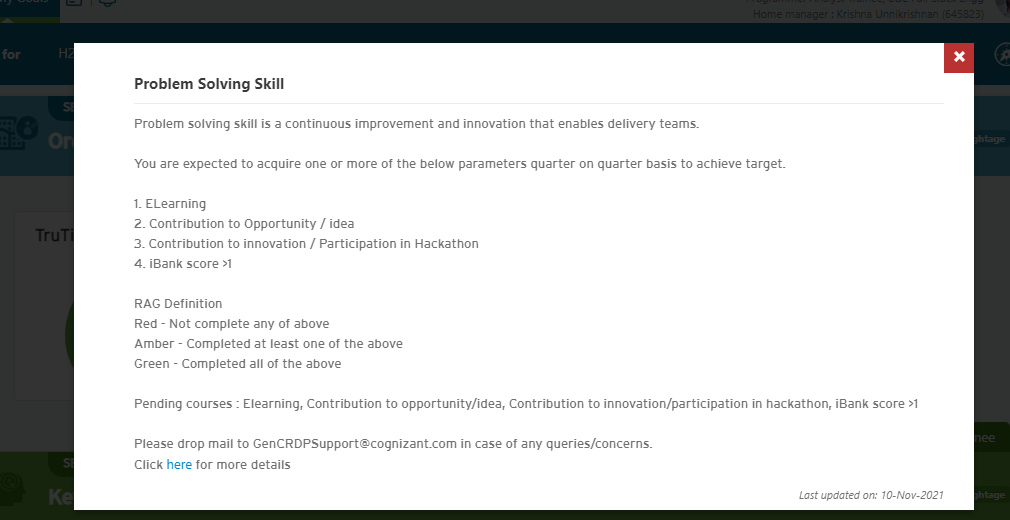 Home manager : Krishna Unnikrishnan (645823)
for
Problem Solving Skill
Problem solving skill is a continuous improvement and innovation that enables delivery teams.
You are expected to acquire one or more of the below parameters quarter on quarter basis to achieve target.
1. ELearning
2. Contribution to Opportunity / idea
3. Contribution to innovation / Participation in Hackathon
4. iBank score >1
RAG Definition
Red - Not complete any of above
Amber - Completed at least one of the above
Green - Completed all of the above
Pending courses : Elearning, Contribution to opportunity/idea, Contribution to innovation/participation in hackathon, iBank score >1
Please drop mail to GenCRDPSupport@cognizant.com in case of any queries/concerns.
Click here for more details
Last updated on: 10-Nov-2021